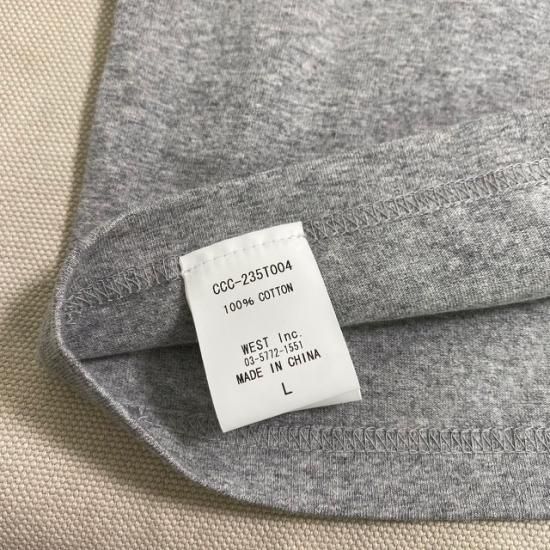 CCC-235T004
100% COTTON
WEST Inc.
03-5772-1551
MADE IN CHINA
L